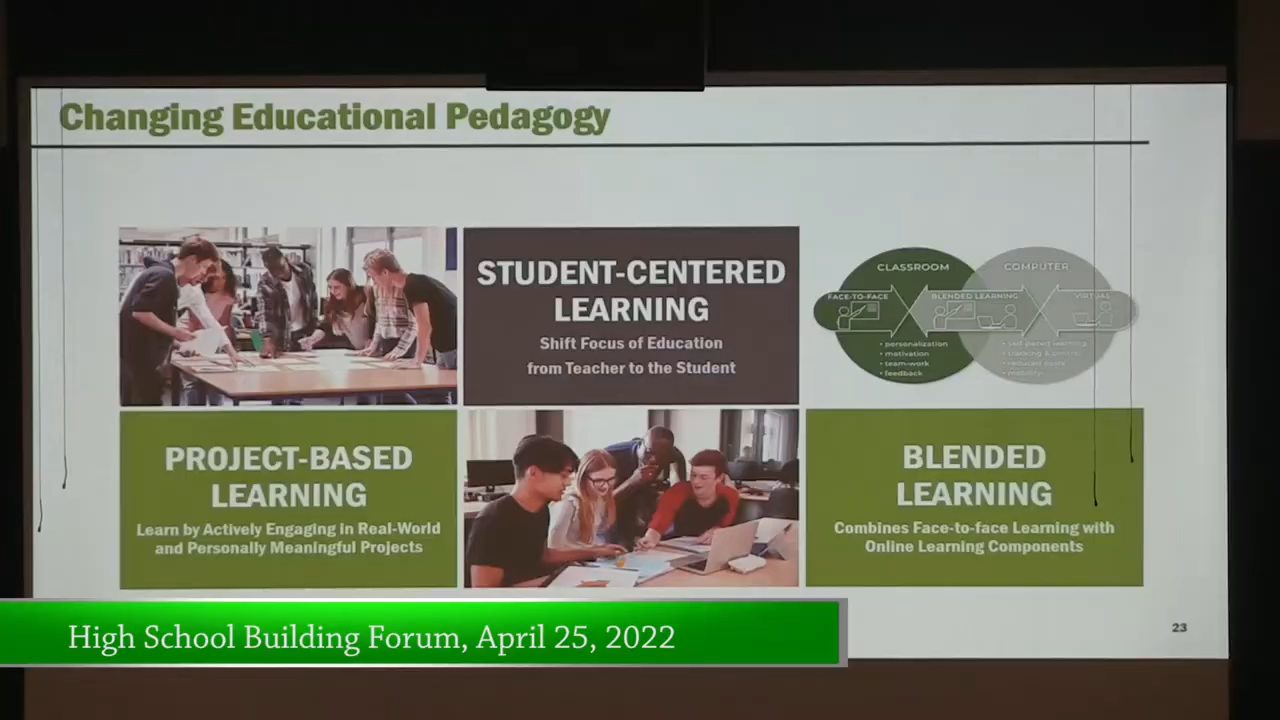 Changing Educational Pedagogy
STUDENT-CENTERED
LEARNING
Shift Focus of Education
from Teacher to the Student
CLASSROOM
COMPUTER
FACE-TO-FACE
BLENDED LEARNING
VIRTUAL
• personalization
• motivation
• team-work
• feedback
• self-paced learning
PROJECT-BASED
LEARNING
Learn by Actively Engaging in Real-World
and Personally Meaningful Projects
BLENDED
LEARNING
Combines Face-to-face Learning with
Online Learning Components
23
High School Building Forum, April 25, 2022